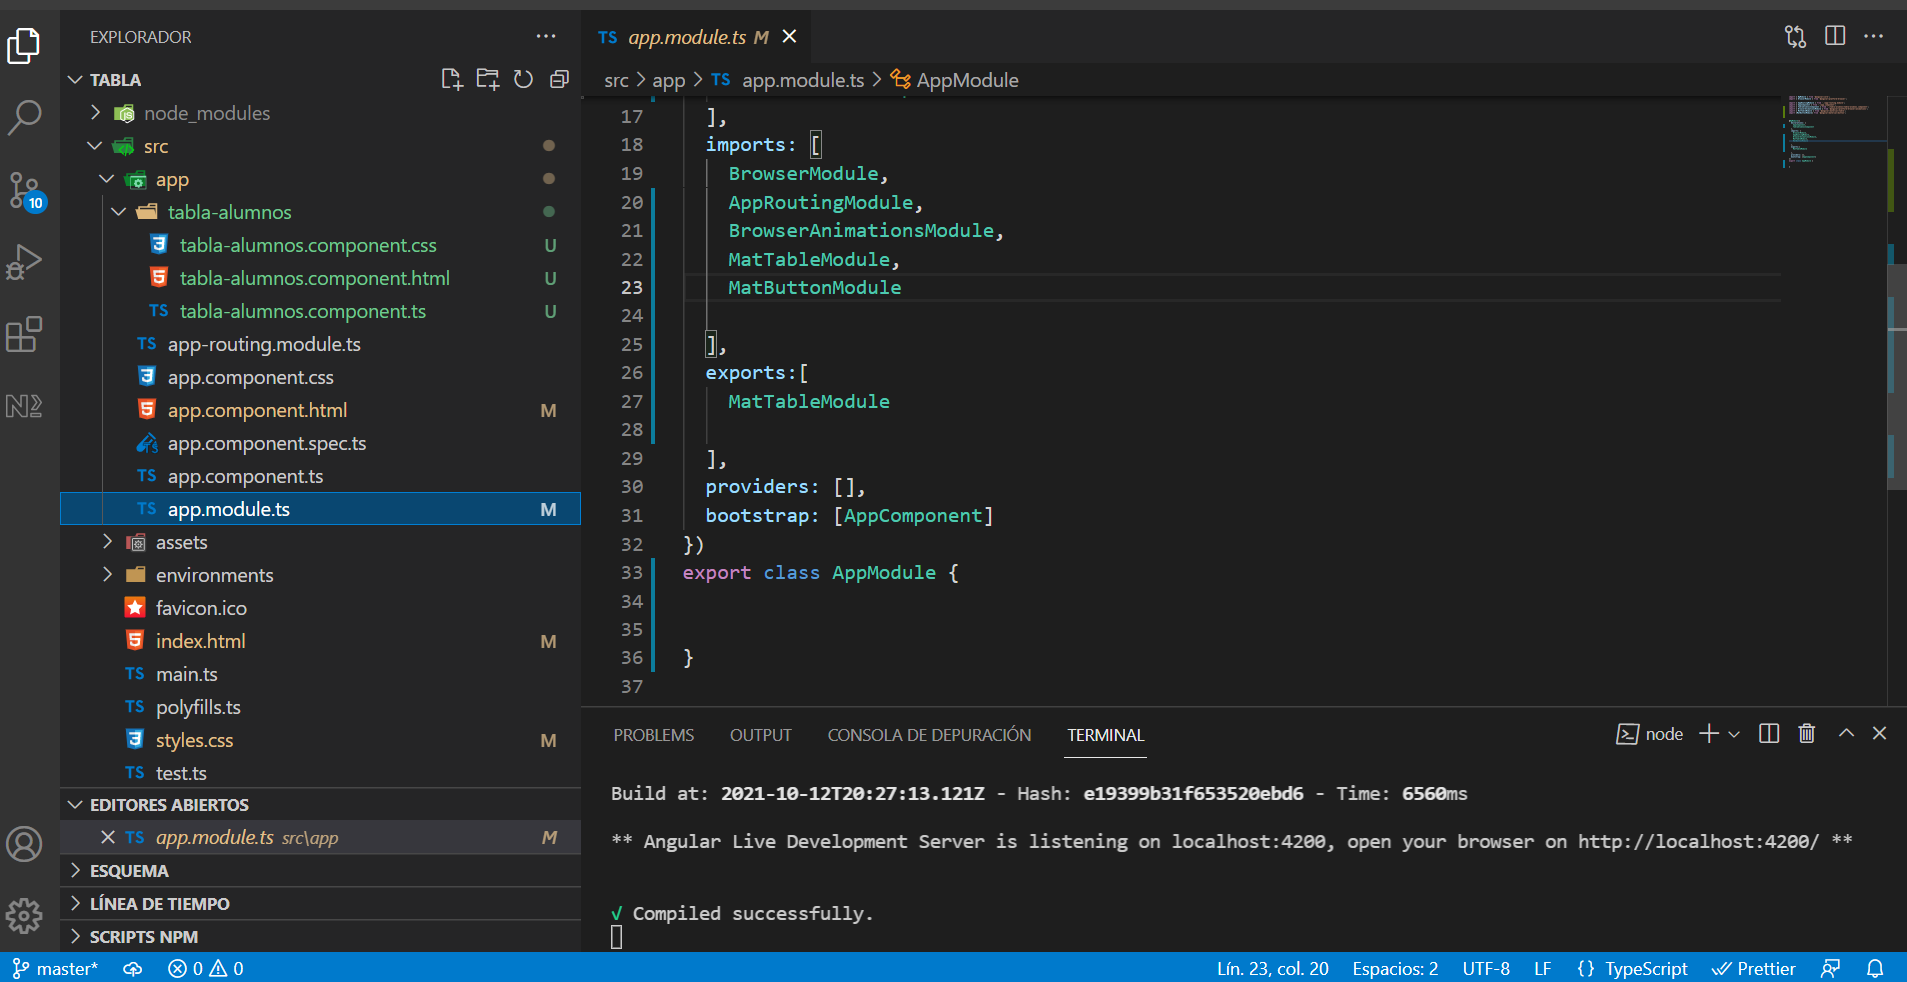 EXPLORADOR
TABLA
node_modules
src
app
tabla-alumnos
tabla-alumnos.component.css U
tabla-alumnos.component.html U
TS tabla-alumnos.component.ts U
TS app-routing.module.ts
app.component.css
app.component.html M
app.component.spec.ts
TS app.component.ts
TS app.module.ts M
assets
environments
favicon.ico
index.html M
TS main.ts
TS polyfills.ts
styles.css M
TS test.ts
EDITORES ABIERTOS
TS app.module.ts src\app M
ESQUEMA
LÍNEA DE TIEMPO
SCRIPTS NPM
10
TS app.module.ts M
src > app > TS app.module.ts > AppModule
17 ],
18 imports: [
19 BrowserModule,
20 AppRoutingModule,
21 BrowserAnimationsModule,
22 MatTableModule,
23 MatButtonModule
24
25 ],
26 exports:[
27 MatTableModule
28
29 ],
30 providers: [],
31 bootstrap: [AppComponent]
32 })
33 export class AppModule {
34
35
36 }
37
PROBLEMS OUTPUT CONSOLA DE DEPURACIÓN TERMINAL node
Build at: 2021-10-12T20:27:13.121Z - Hash: e19399b31f653520ebd6 - Time: 6560ms
** Angular Live Development Server is listening on localhost:4200, open your browser on http://localhost:4200/ **
√ Compiled successfully.
master* 0 0 Lín. 23, col. 20 Espacios: 2 UTF-8 LF {} TypeScript Prettier